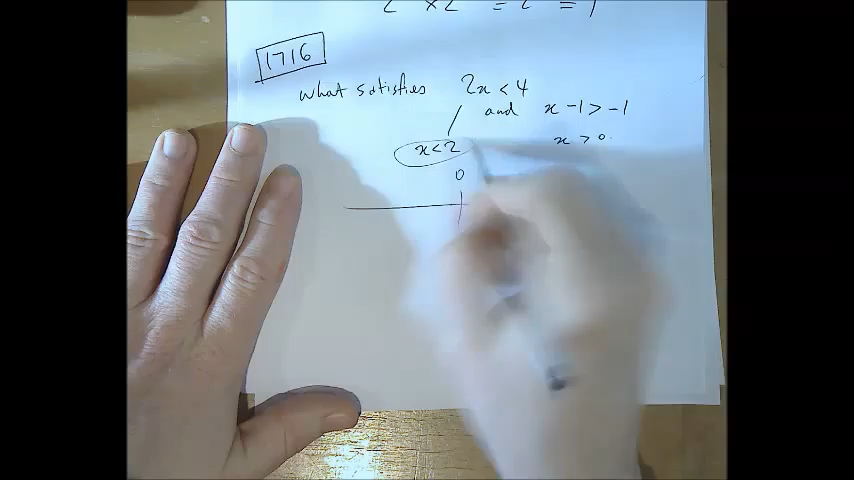 1716
what satisfies 2x < 4
and x - 1 > -1
x < 2
x > 0
0